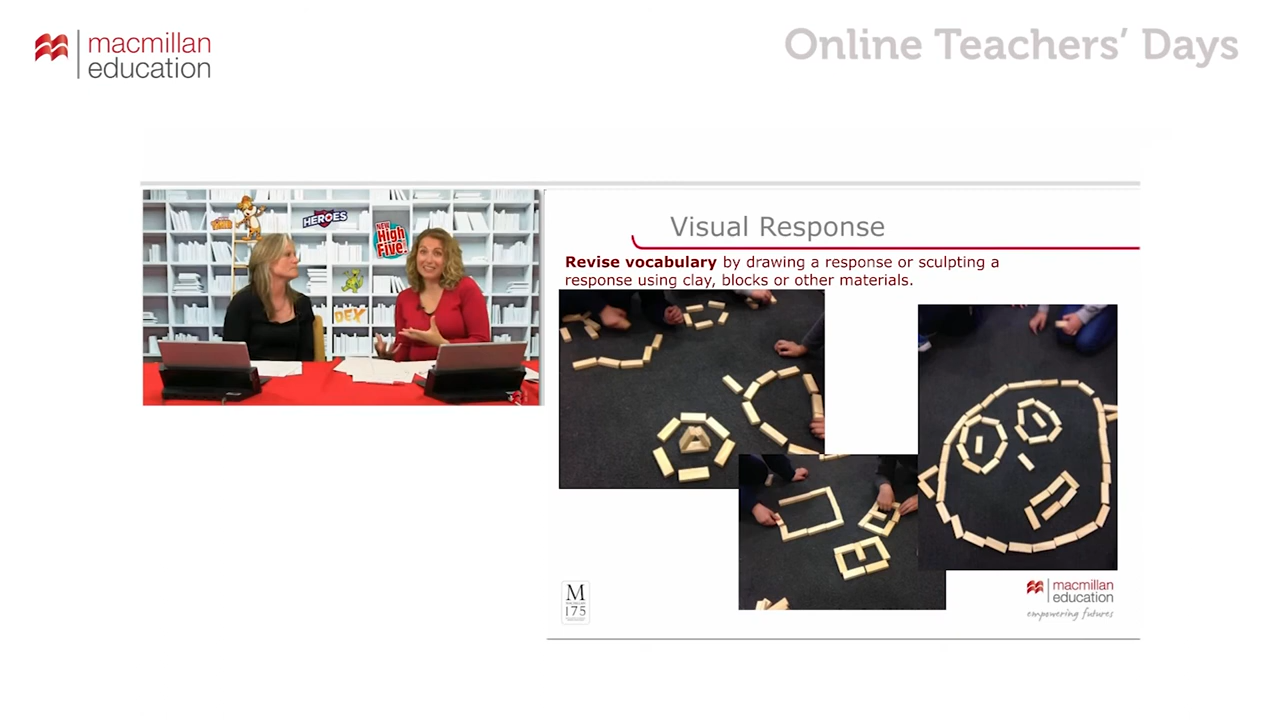 macmillan
education
Online Teachers’ Days
HEROES
NEW
High
Five!
DEX
Visual Response
Revise vocabulary by drawing a response or sculpting a
response using clay, blocks or other materials.
M
175
macmillan
education
empowering futures